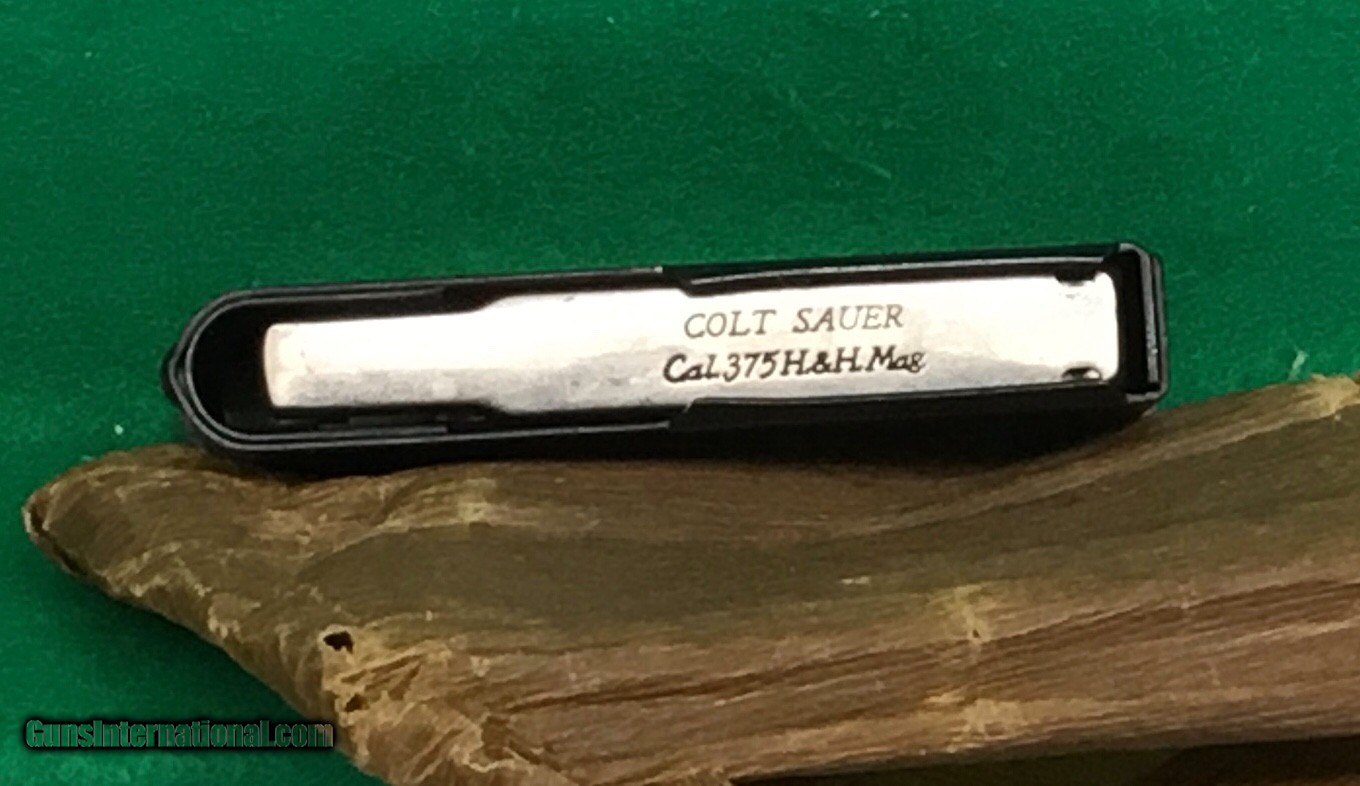 COLT SAUER
Cal.375 H.&H. Mag
GunsInternational.com